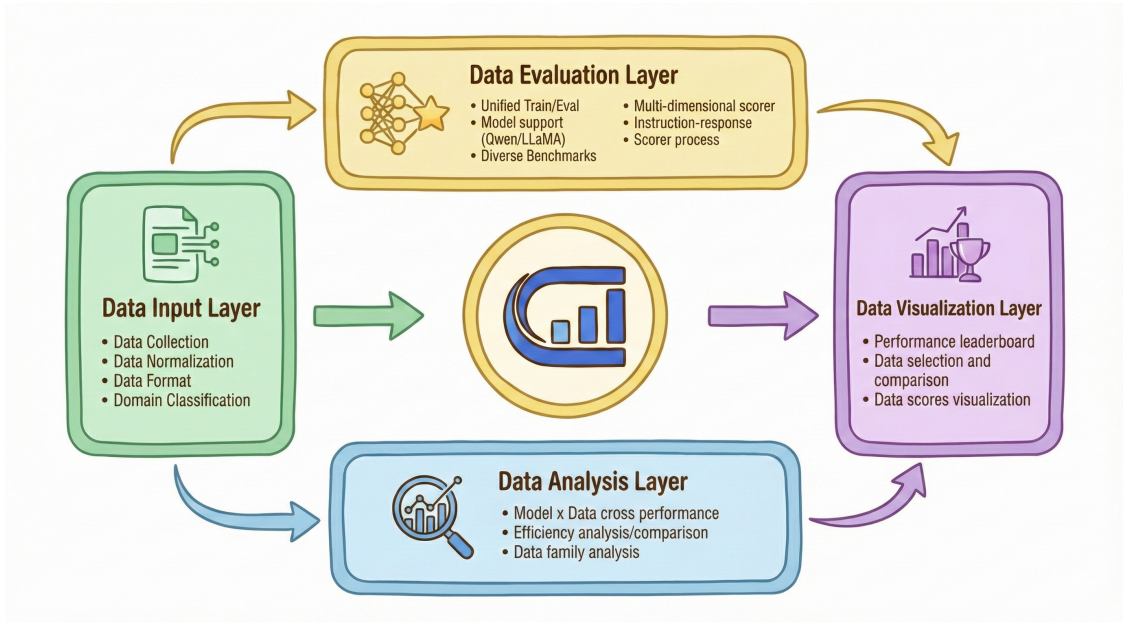 Data Evaluation Layer
• Unified Train/Eval
• Model support
(Qwen/LLaMA)
• Diverse Benchmarks
• Multi-dimensional scorer
• Instruction-response
• Scorer process
Data Input Layer
• Data Collection
• Data Normalization
• Data Format
• Domain Classification
Data Visualization Layer
• Performance leaderboard
• Data selection and
comparison
• Data scores visualization
Data Analysis Layer
• Model x Data cross performance
• Efficiency analysis/comparison
• Data family analysis